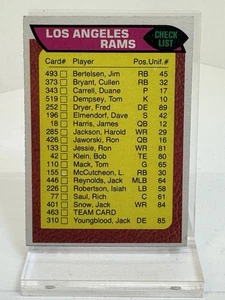 LOS ANGELES
RAMS
CHECK
LIST
Card# Player Pos. Unif.#
493 Bertelsen, Jim RB 45
373 Bryant, Cullen RB 32
343 Carrell, Duane P 17
519 Dempsey, Tom K 10
252 Dryer, Fred DE 89
196 Elmendorf, Dave S 42
18 Harris, James QB 12
285 Jackson, Harold WR 29
426 Jaworski, Ron QB 16
133 Jessie, Ron WR 81
42 Klein, Bob TE 80
110 Mack, Tom G 65
155 McCutcheon, L. RB 30
446 Reynolds, Jack MLB 64
226 Robertson, Isiah LB 58
77 Saul, Rich C 61
401 Snow, Jack WR 84
463 TEAM CARD
310 Youngblood, Jack DE 85